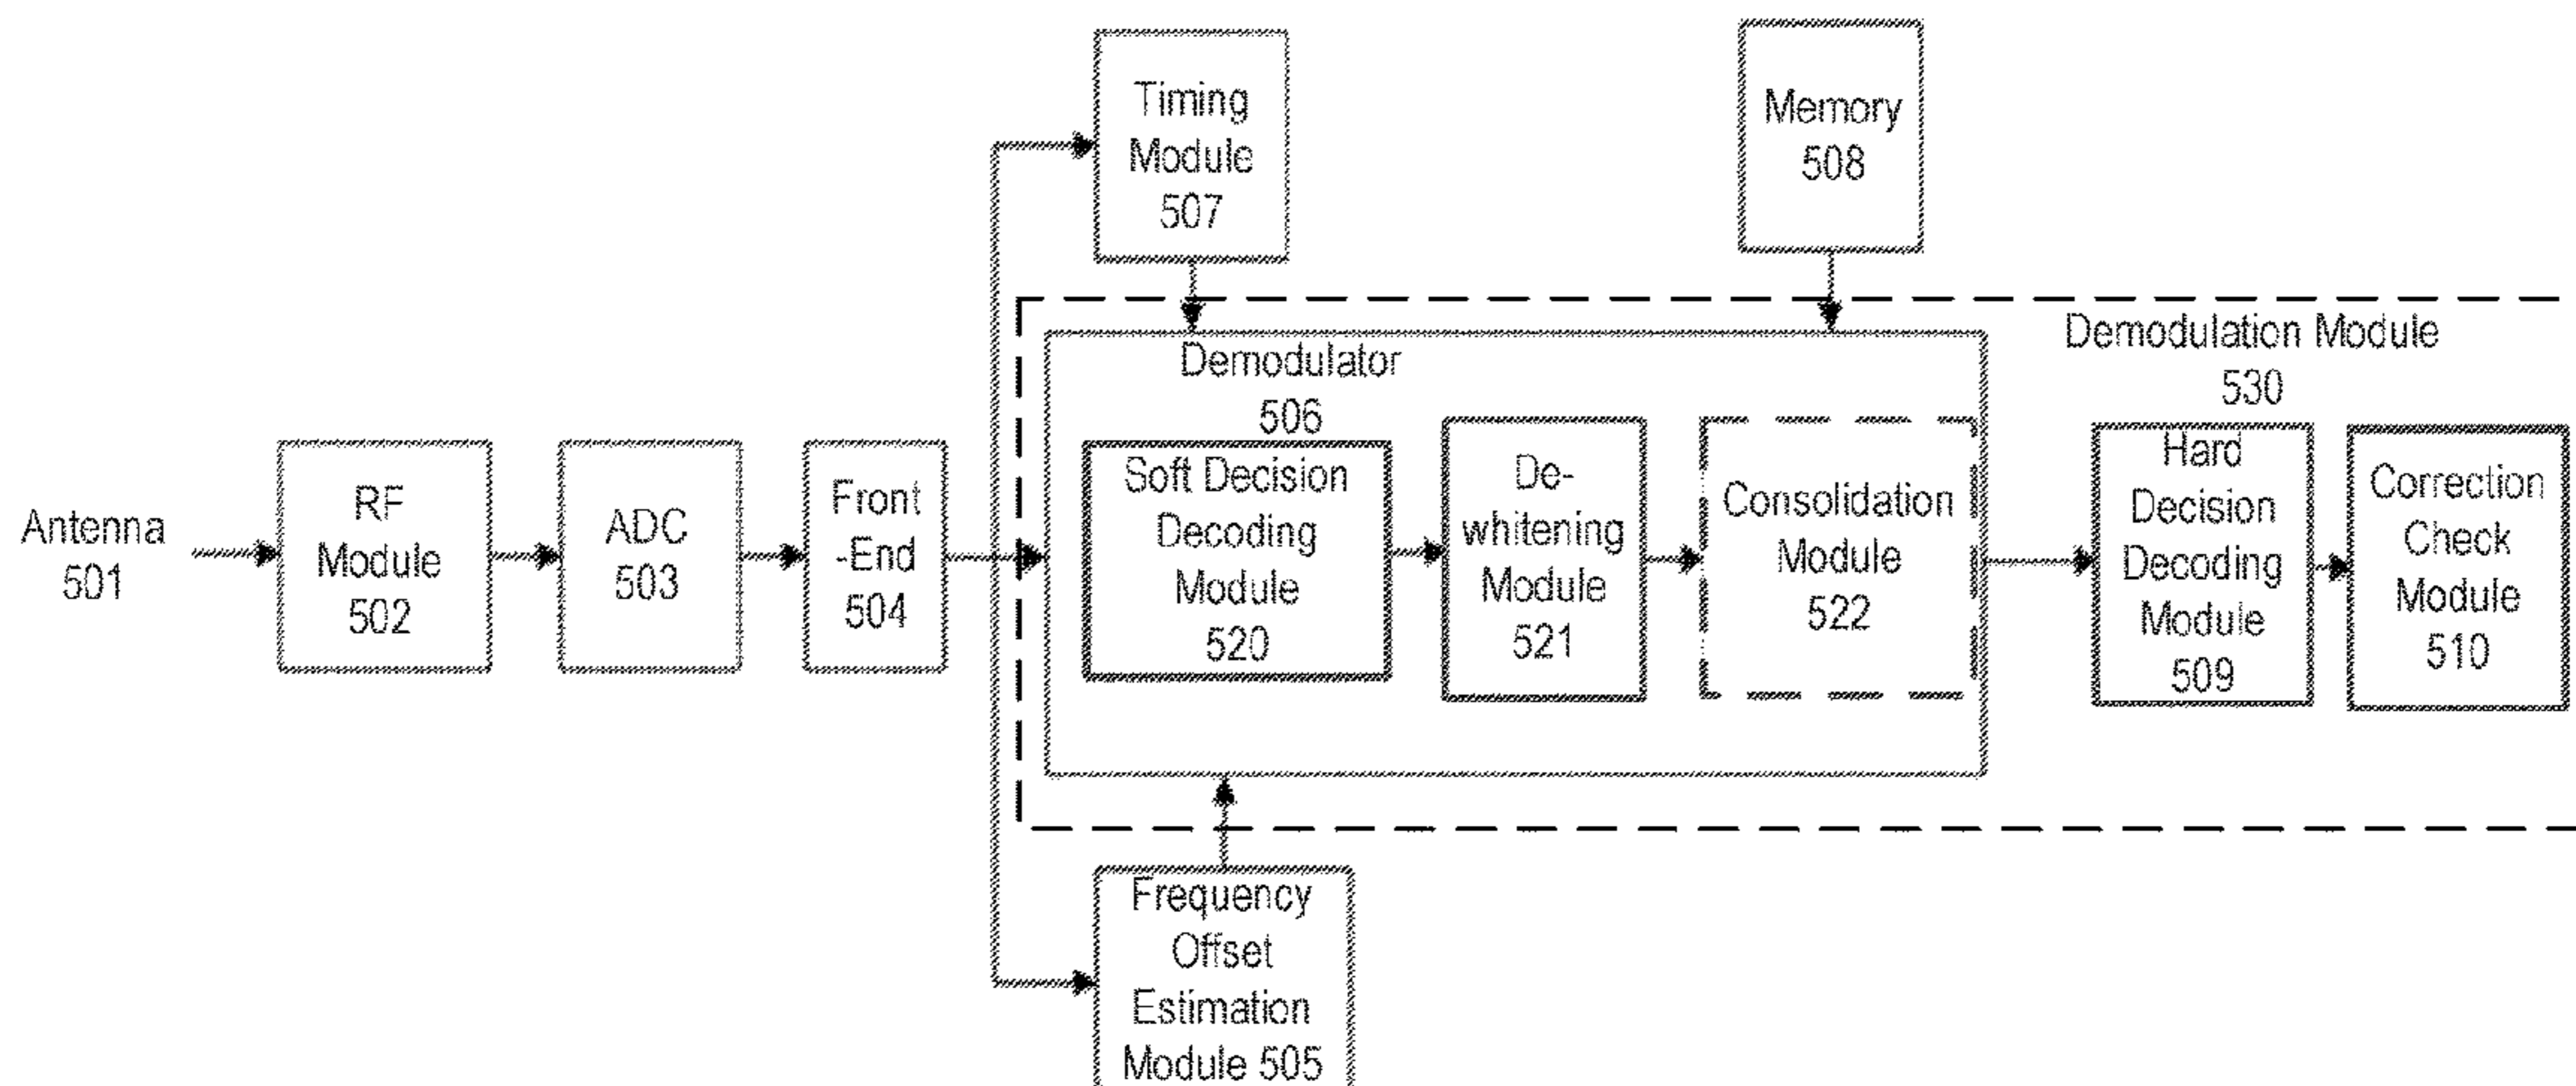 Antenna
501
RF
Module
502
ADC
503
Front
-End
504
Timing
Module
507
Memory
508
Demodulation Module
530
Demodulator
506
Soft Decision
Decoding
Module
520
De-
whitening
Module
521
Consolidation
Module
522
Hard
Decision
Decoding
Module
509
Correction
Check
Module
510
Frequency
Offset
Estimation
Module 505